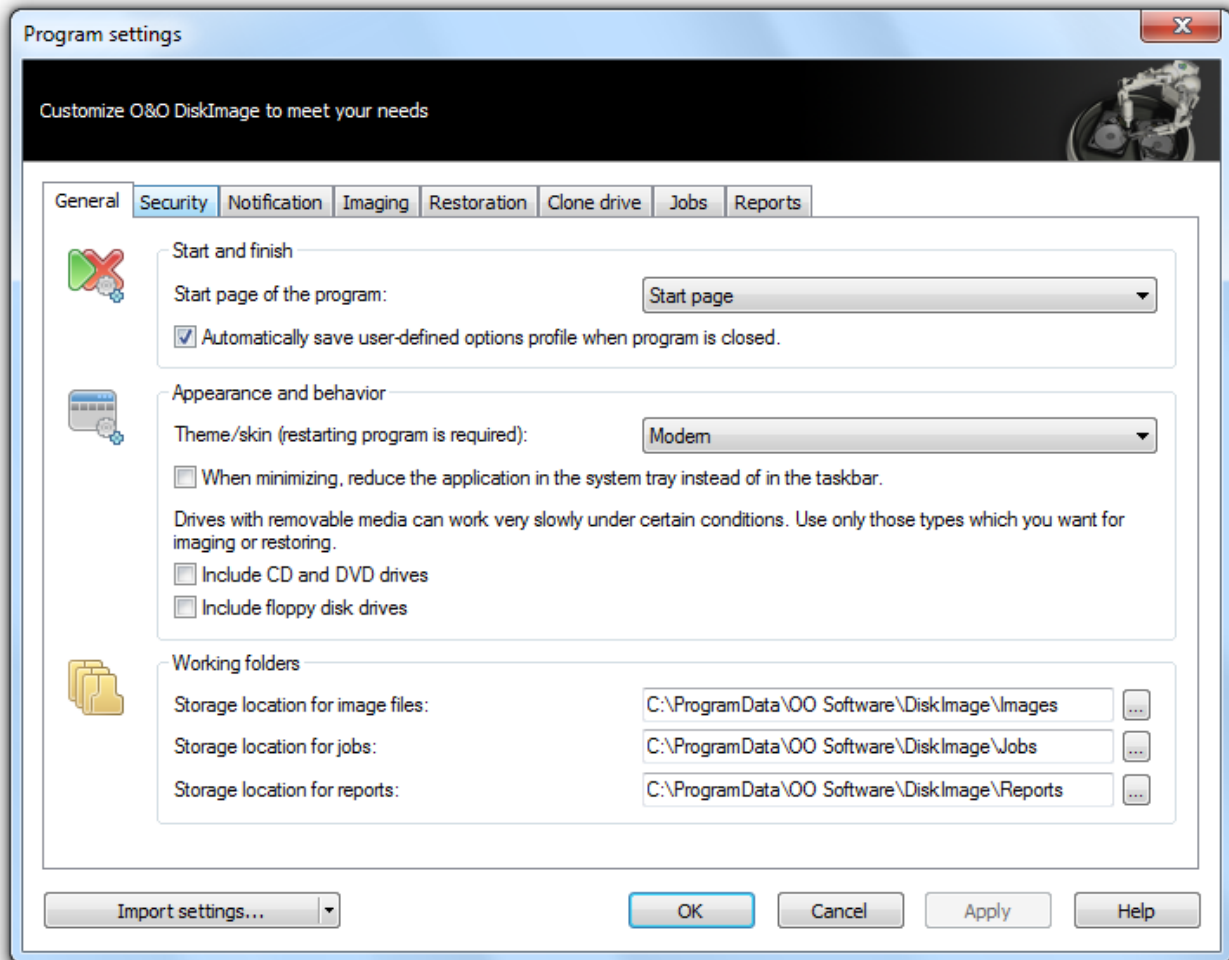 Program settings
Customize O&O DiskImage to meet your needs
General Security Notification Imaging Restoration Clone drive Jobs Reports
Start and finish
Start page of the program: Start page
Automatically save user-defined options profile when program is closed.
Appearance and behavior
Theme/skin (restarting program is required): Modern
When minimizing, reduce the application in the system tray instead of in the taskbar.
Drives with removable media can work very slowly under certain conditions. Use only those types which you want for
imaging or restoring.
Include CD and DVD drives
Include floppy disk drives
Working folders
Storage location for image files: C:\ProgramData\OO Software\DiskImage\Images ...
Storage location for jobs: C:\ProgramData\OO Software\DiskImage\Jobs ...
Storage location for reports: C:\ProgramData\OO Software\DiskImage\Reports ...
Import settings... OK Cancel Apply Help